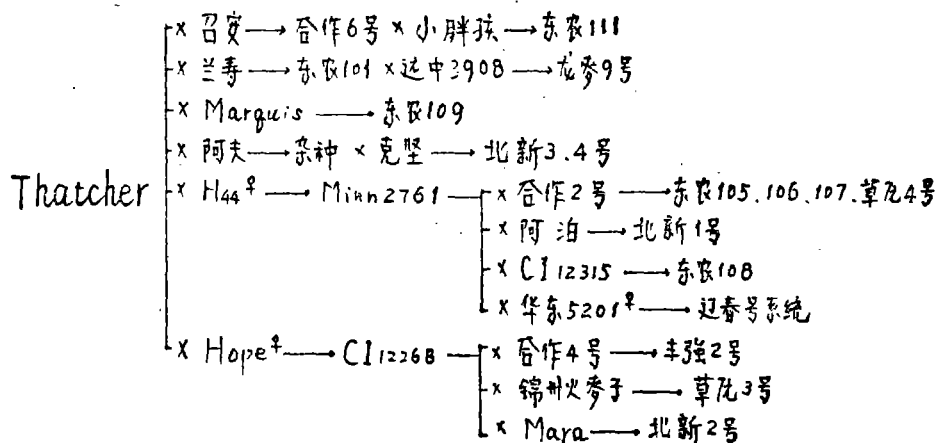 × 召安 → 合作6号 × 小胖孩 → 东农111
× 兰寿 → 东农101 × 达中3908 → 龙麥9号
× Marquis → 东农109
× 阿夫 → 杂种 × 克坚 → 北新3.4号
Thatcher × H44♀ → Minn2761 × 合作2号 → 东农105.106.107.草原4号
× 阿泊 → 北新1号
× CI12315 → 东农108
× 华东5201♀ → 迎春号系统
× Hope♀ → CI12268 × 合作4号 → 丰强2号
× 锦州火麥子 → 草原3号
× Mara → 北新2号